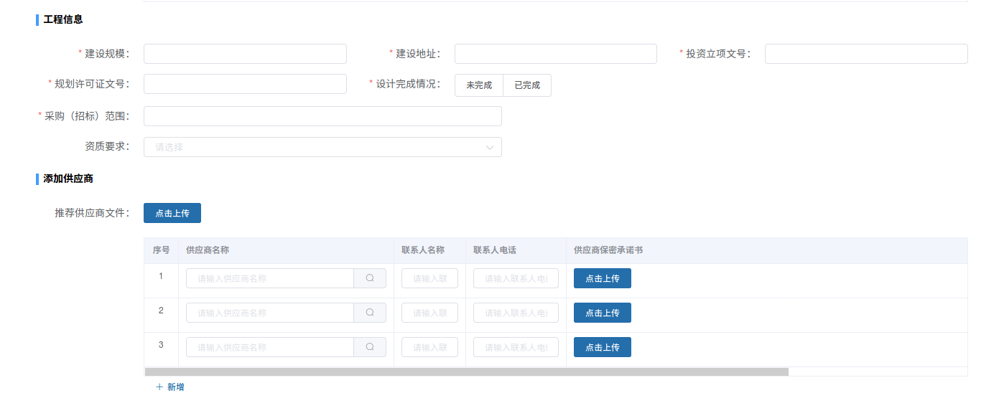 工程信息
* 建设规模： * 建设地址： * 投资立项文号：
* 规划许可证文号： * 设计完成情况： 未完成 已完成
* 采购（招标）范围：
资质要求： 请选择
添加供应商
推荐供应商文件： 点击上传
序号 供应商名称 联系人名称 联系人电话 供应商保密承诺书
1 请输入供应商名称 请输入联 请输入联系人电 点击上传
2 请输入供应商名称 请输入联 请输入联系人电 点击上传
3 请输入供应商名称 请输入联 请输入联系人电 点击上传
+ 新增